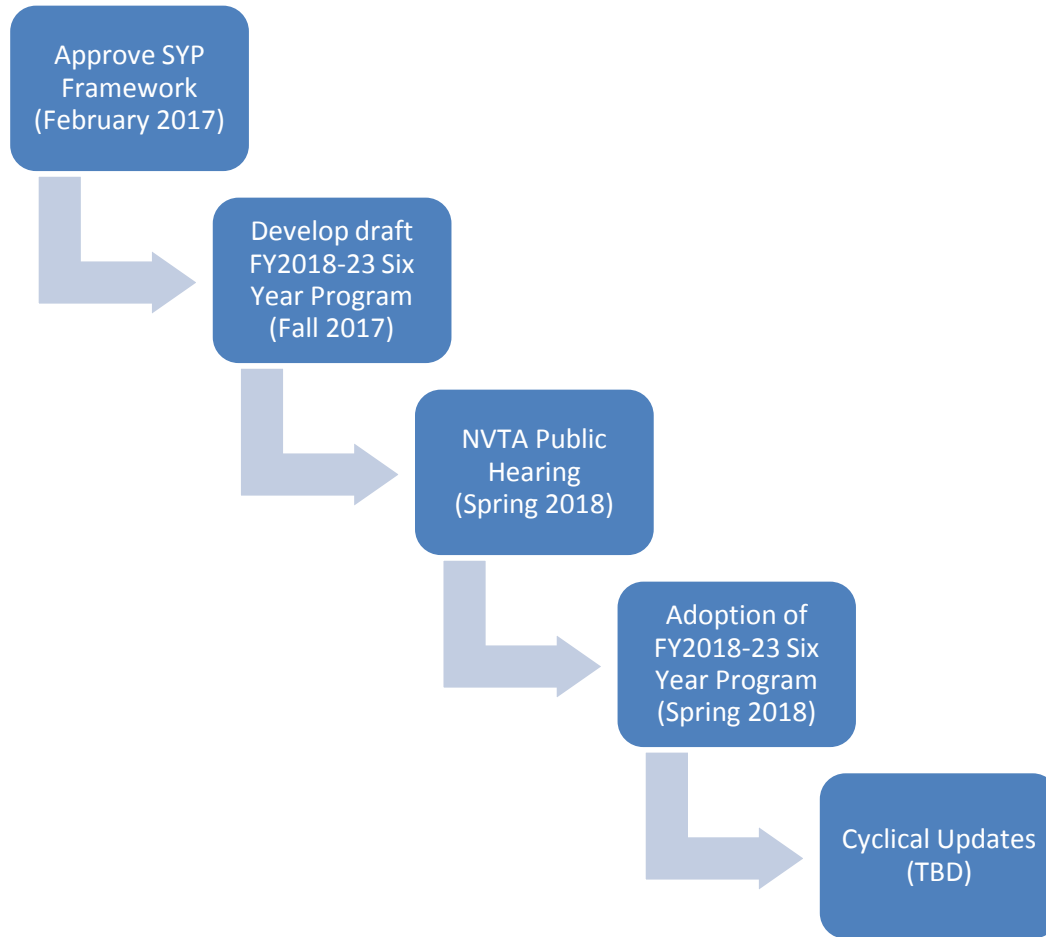 Approve SYP
Framework
(February 2017)
Develop draft
FY2018-23 Six
Year Program
(Fall 2017)
NVTA Public
Hearing
(Spring 2018)
Adoption of
FY2018-23 Six
Year Program
(Spring 2018)
Cyclical Updates
(TBD)